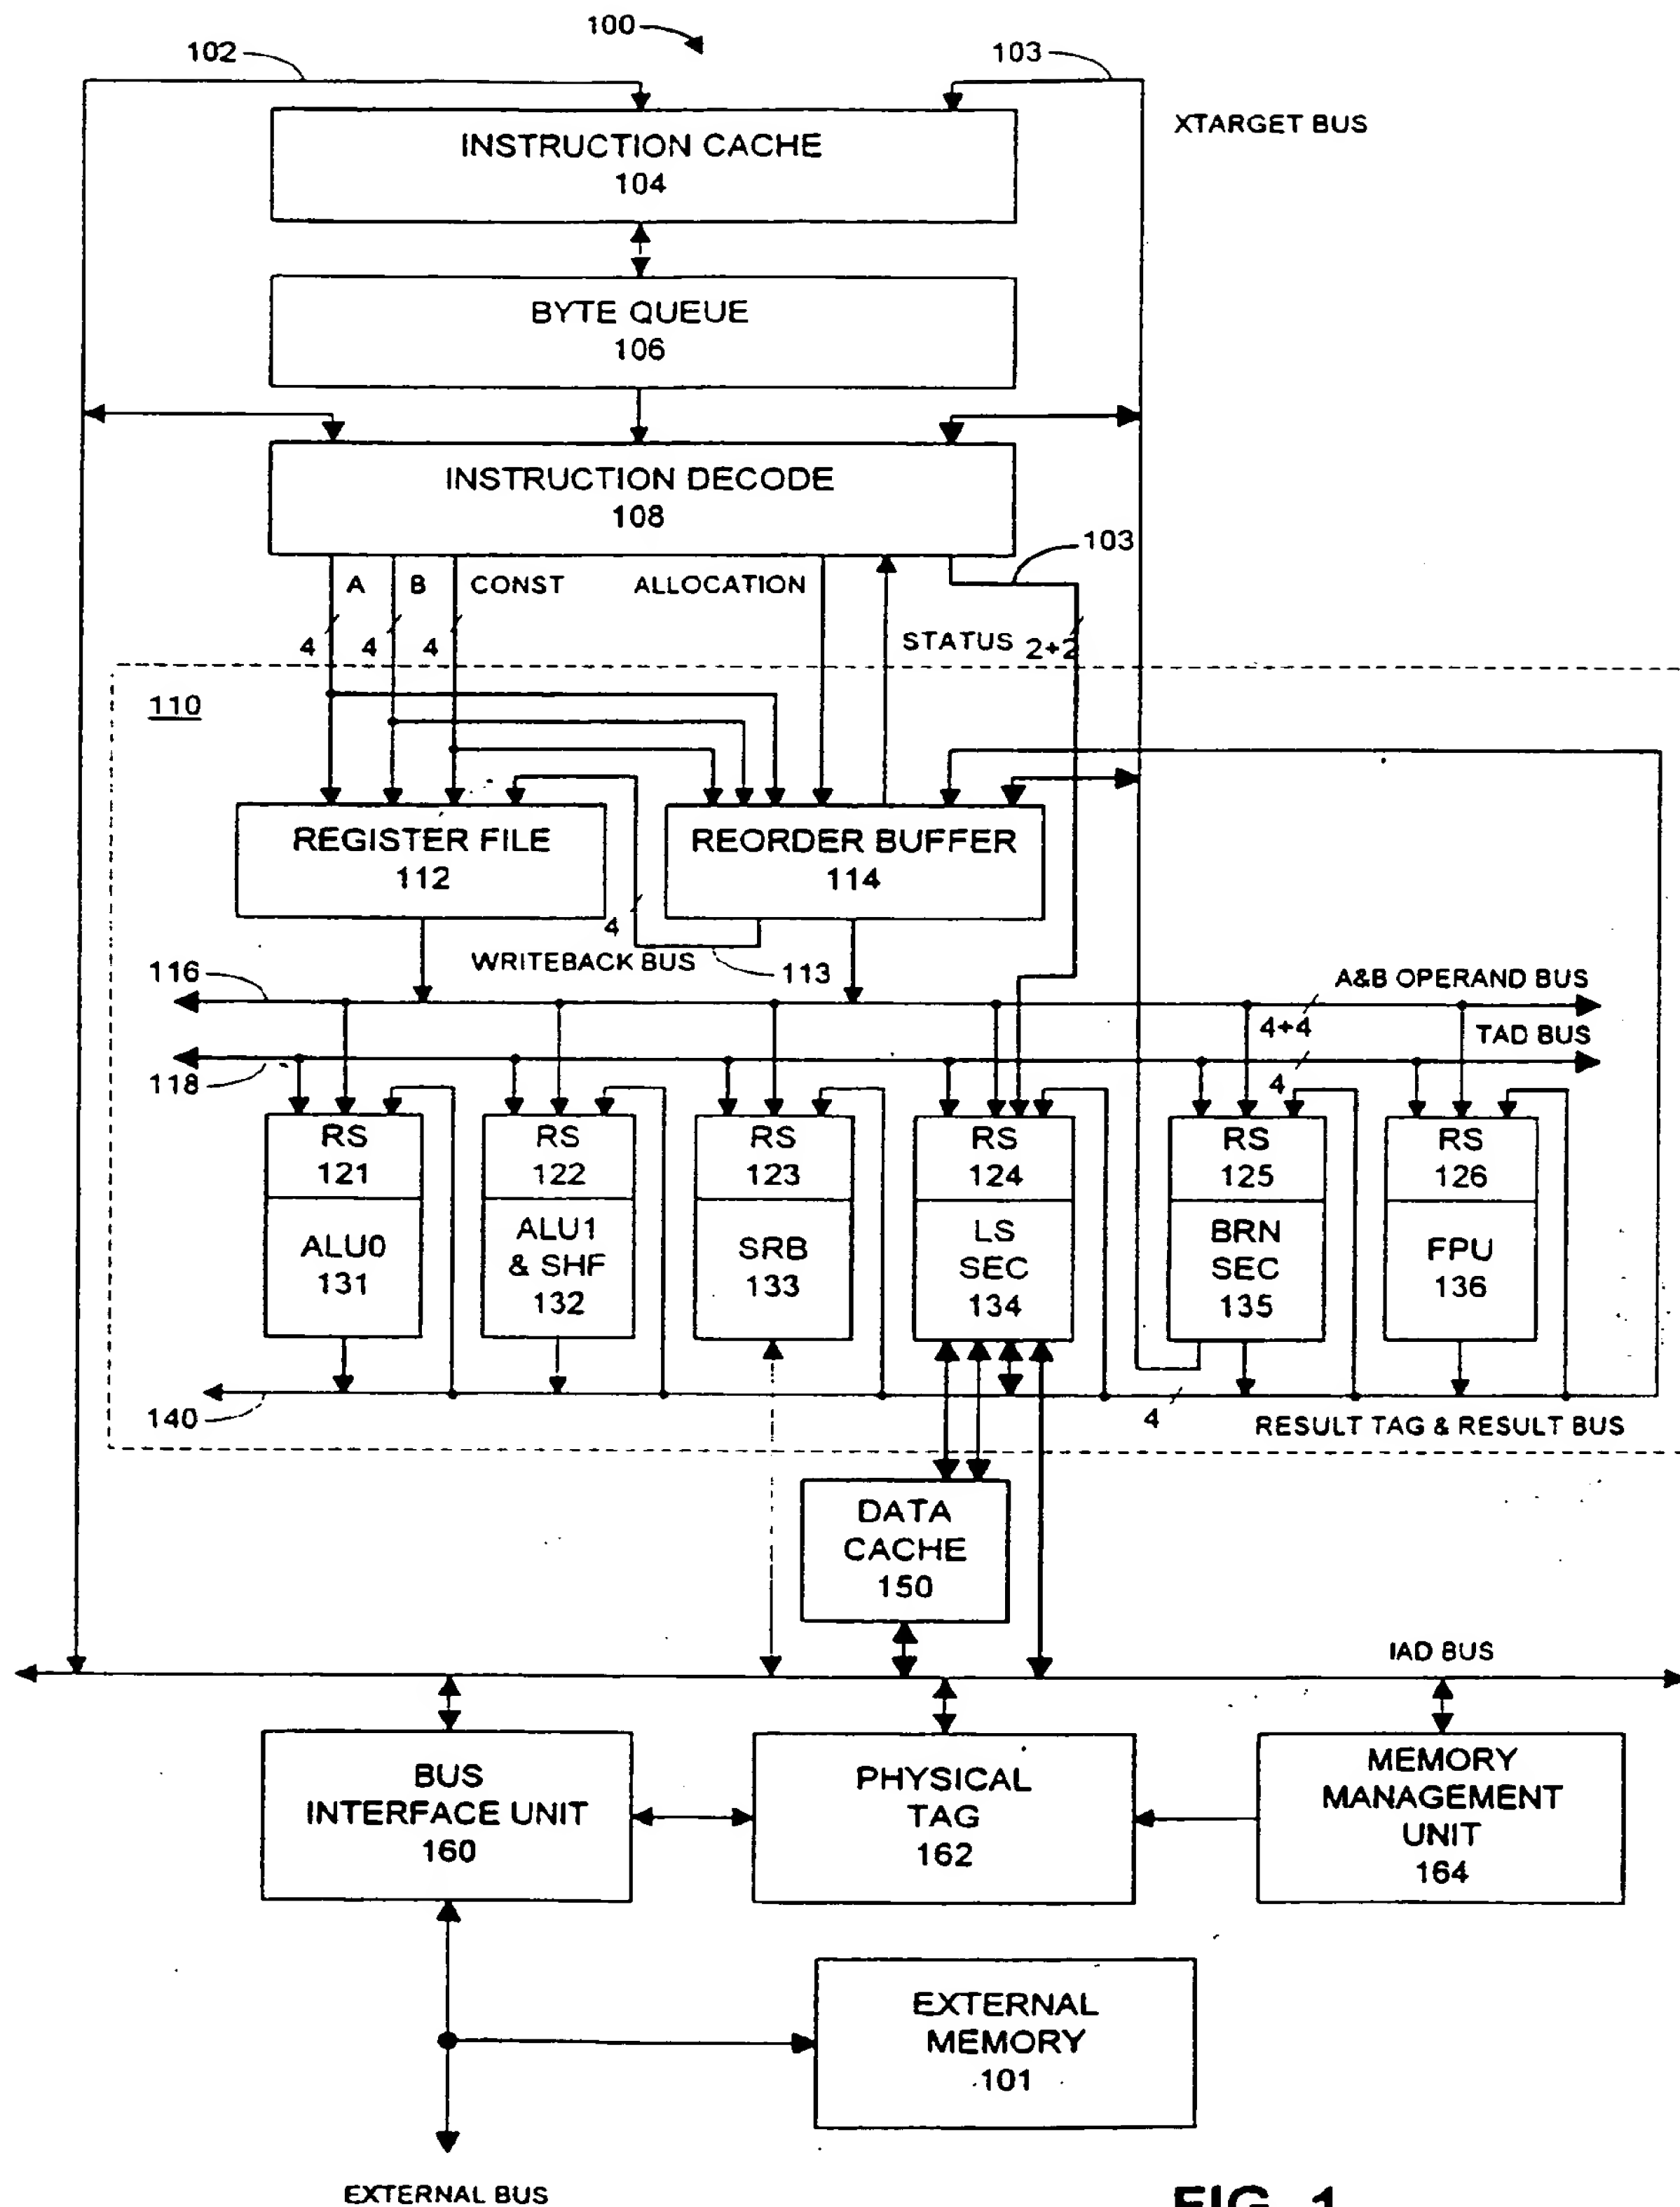 100
102
103
XTARGET BUS
INSTRUCTION CACHE
104
BYTE QUEUE
106
INSTRUCTION DECODE
108
103
A
B
CONST
ALLOCATION
4
4
4
STATUS
2+2
110
REGISTER FILE
112
REORDER BUFFER
114
4
WRITEBACK BUS
113
116
A&B OPERAND BUS
4+4
TAD BUS
118
4
RS
121
RS
122
RS
123
RS
124
RS
125
RS
126
ALU0
131
ALU1
& SHF
132
SRB
133
LS
SEC
134
BRN
SEC
135
FPU
136
140
4
RESULT TAG & RESULT BUS
DATA
CACHE
150
IAD BUS
BUS
INTERFACE UNIT
160
PHYSICAL
TAG
162
MEMORY
MANAGEMENT
UNIT
164
EXTERNAL
MEMORY
101
EXTERNAL BUS
FIG. 1